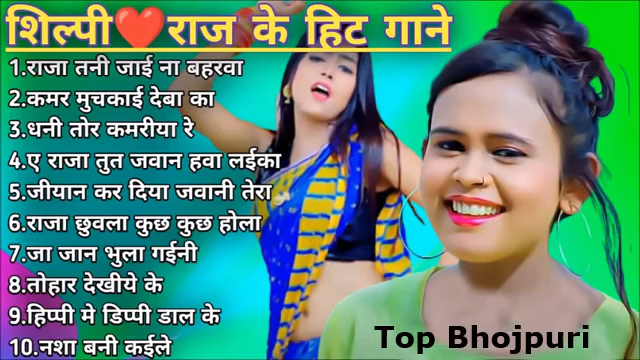 शिल्पी❤️राज के हिट गाने
1.राजा तनी जाई ना बहरवा
2.कमर मुचकाई देबा का
3.धनी तोर कमरीया रे
4.ए राजा तुत जवान हवा लईका
5.जीयान कर दिया जवानी तेरा
6.राजा छुवला कुछ कुछ होला
7.जा जान भुला गईनी
8.तोहार देखीये के
9.हिप्पी मे डिप्पी डाल के
10.नशा बनी कईले
Top Bhojpuri